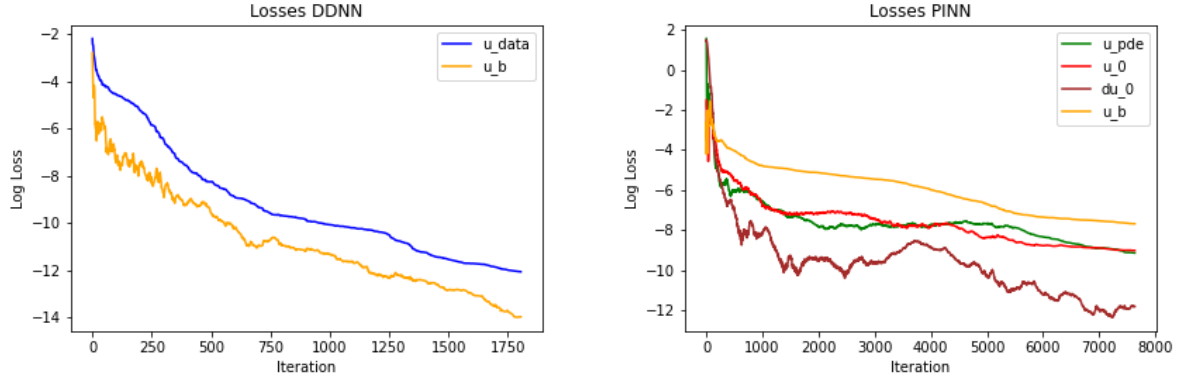 Losses DDNN
Log Loss
−2
−4
−6
−8
−10
−12
−14
u_data
u_b
0
250
500
750
1000
1250
1500
1750
Iteration
Losses PINN
Log Loss
2
0
−2
−4
−6
−8
−10
−12
u_pde
u_0
du_0
u_b
0
1000
2000
3000
4000
5000
6000
7000
8000
Iteration